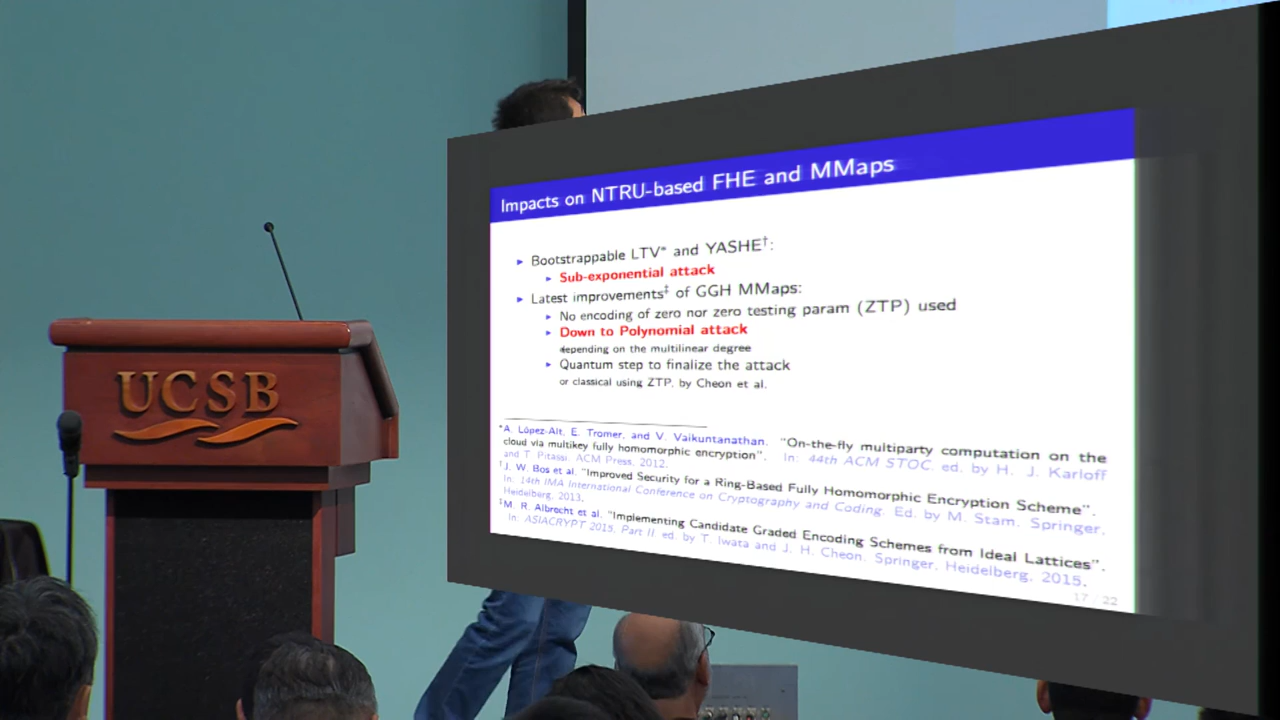 UCSB
Impacts on NTRU-based FHE and MMaps
▸ Bootstrappable LTV* and YASHE†:
▸ Sub-exponential attack
▸ Latest improvements‡ of GGH MMaps:
▸ No encoding of zero nor zero testing param (ZTP) used
▸ Down to Polynomial attack
depending on the multilinear degree
▸ Quantum step to finalize the attack
or classical using ZTP, by Cheon et al.
*A. López-Alt, E. Tromer, and V. Vaikuntanathan. "On-the-fly multiparty computation on the
cloud via multikey fully homomorphic encryption". In: 44th ACM STOC. ed. by H. J. Karloff
and T. Pitassi. ACM Press, 2012.
†J. W. Bos et al. "Improved Security for a Ring-Based Fully Homomorphic Encryption Scheme".
In: 14th IMA International Conference on Cryptography and Coding. Ed. by M. Stam. Springer,
Heidelberg, 2013.
‡M. R. Albrecht et al. "Implementing Candidate Graded Encoding Schemes from Ideal Lattices".
In: ASIACRYPT 2015, Part II. ed. by T. Iwata and J. H. Cheon. Springer, Heidelberg, 2015.
17 / 22